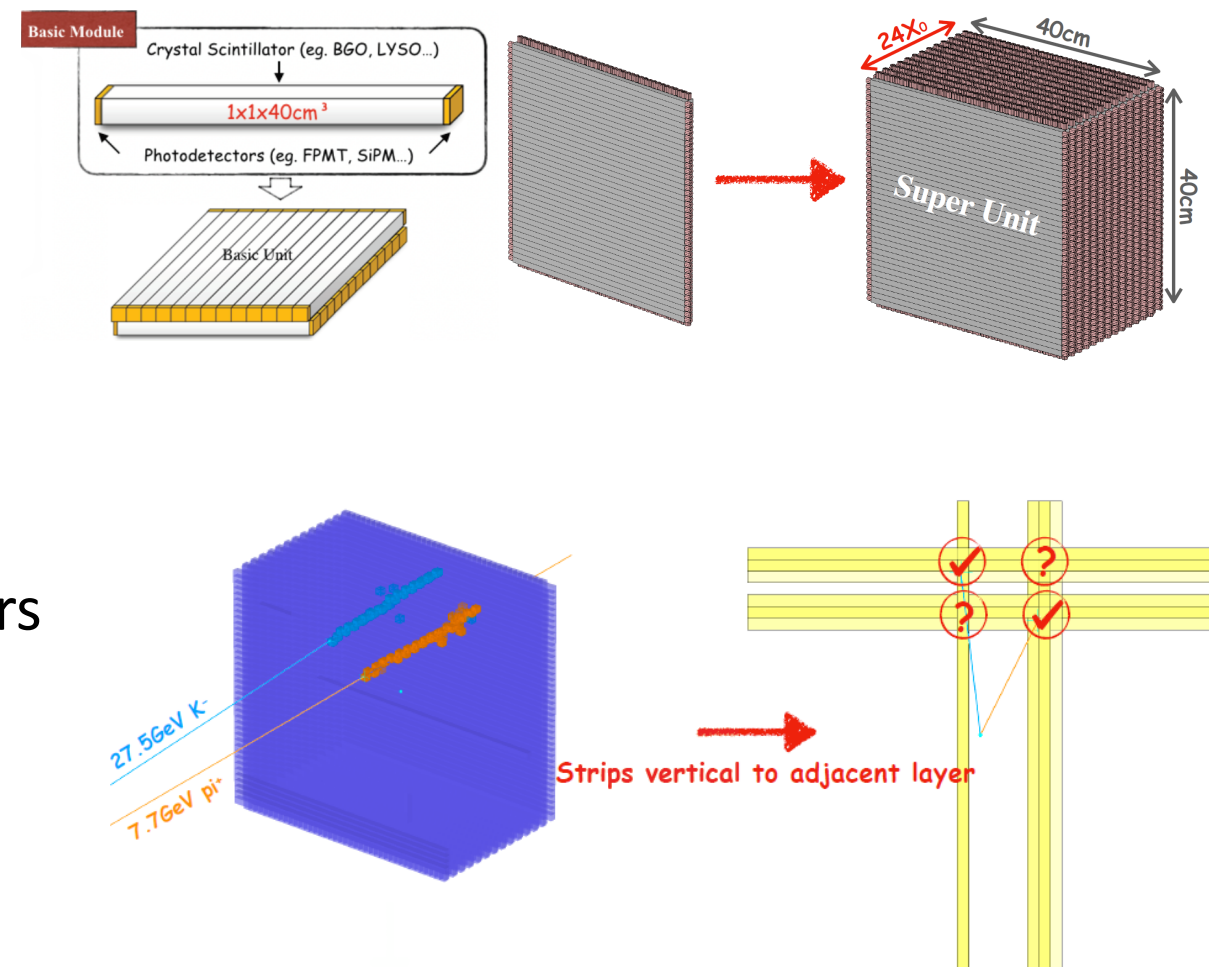 Basic Module
Crystal Scintillator (eg. BGO, LYSO...)
1x1x40cm³
Photodetectors (eg. FPMT, SiPM...)
Basic Unit
24X₀
40cm
40cm
Super Unit
rs
27.5GeV K⁻
7.7GeV pi⁺
Strips vertical to adjacent layer
?
?